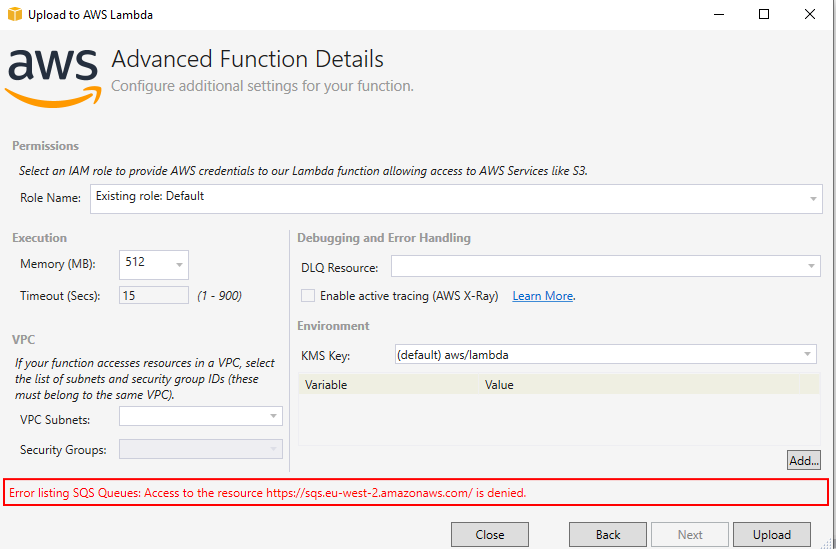 Upload to AWS Lambda
aws
Advanced Function Details
Configure additional settings for your function.
Permissions
Select an IAM role to provide AWS credentials to our Lambda function allowing access to AWS Services like S3.
Role Name:
Existing role: Default
Execution
Memory (MB):
512
Timeout (Secs):
15
(1 - 900)
VPC
If your function accesses resources in a VPC, select
the list of subnets and security group IDs (these
must belong to the same VPC).
VPC Subnets:
Security Groups:
Debugging and Error Handling
DLQ Resource:
Enable active tracing (AWS X-Ray) Learn More.
Environment
KMS Key:
(default) aws/lambda
Variable Value
Add...
Error listing SQS Queues: Access to the resource https://sqs.eu-west-2.amazonaws.com/ is denied.
Close Back Next Upload